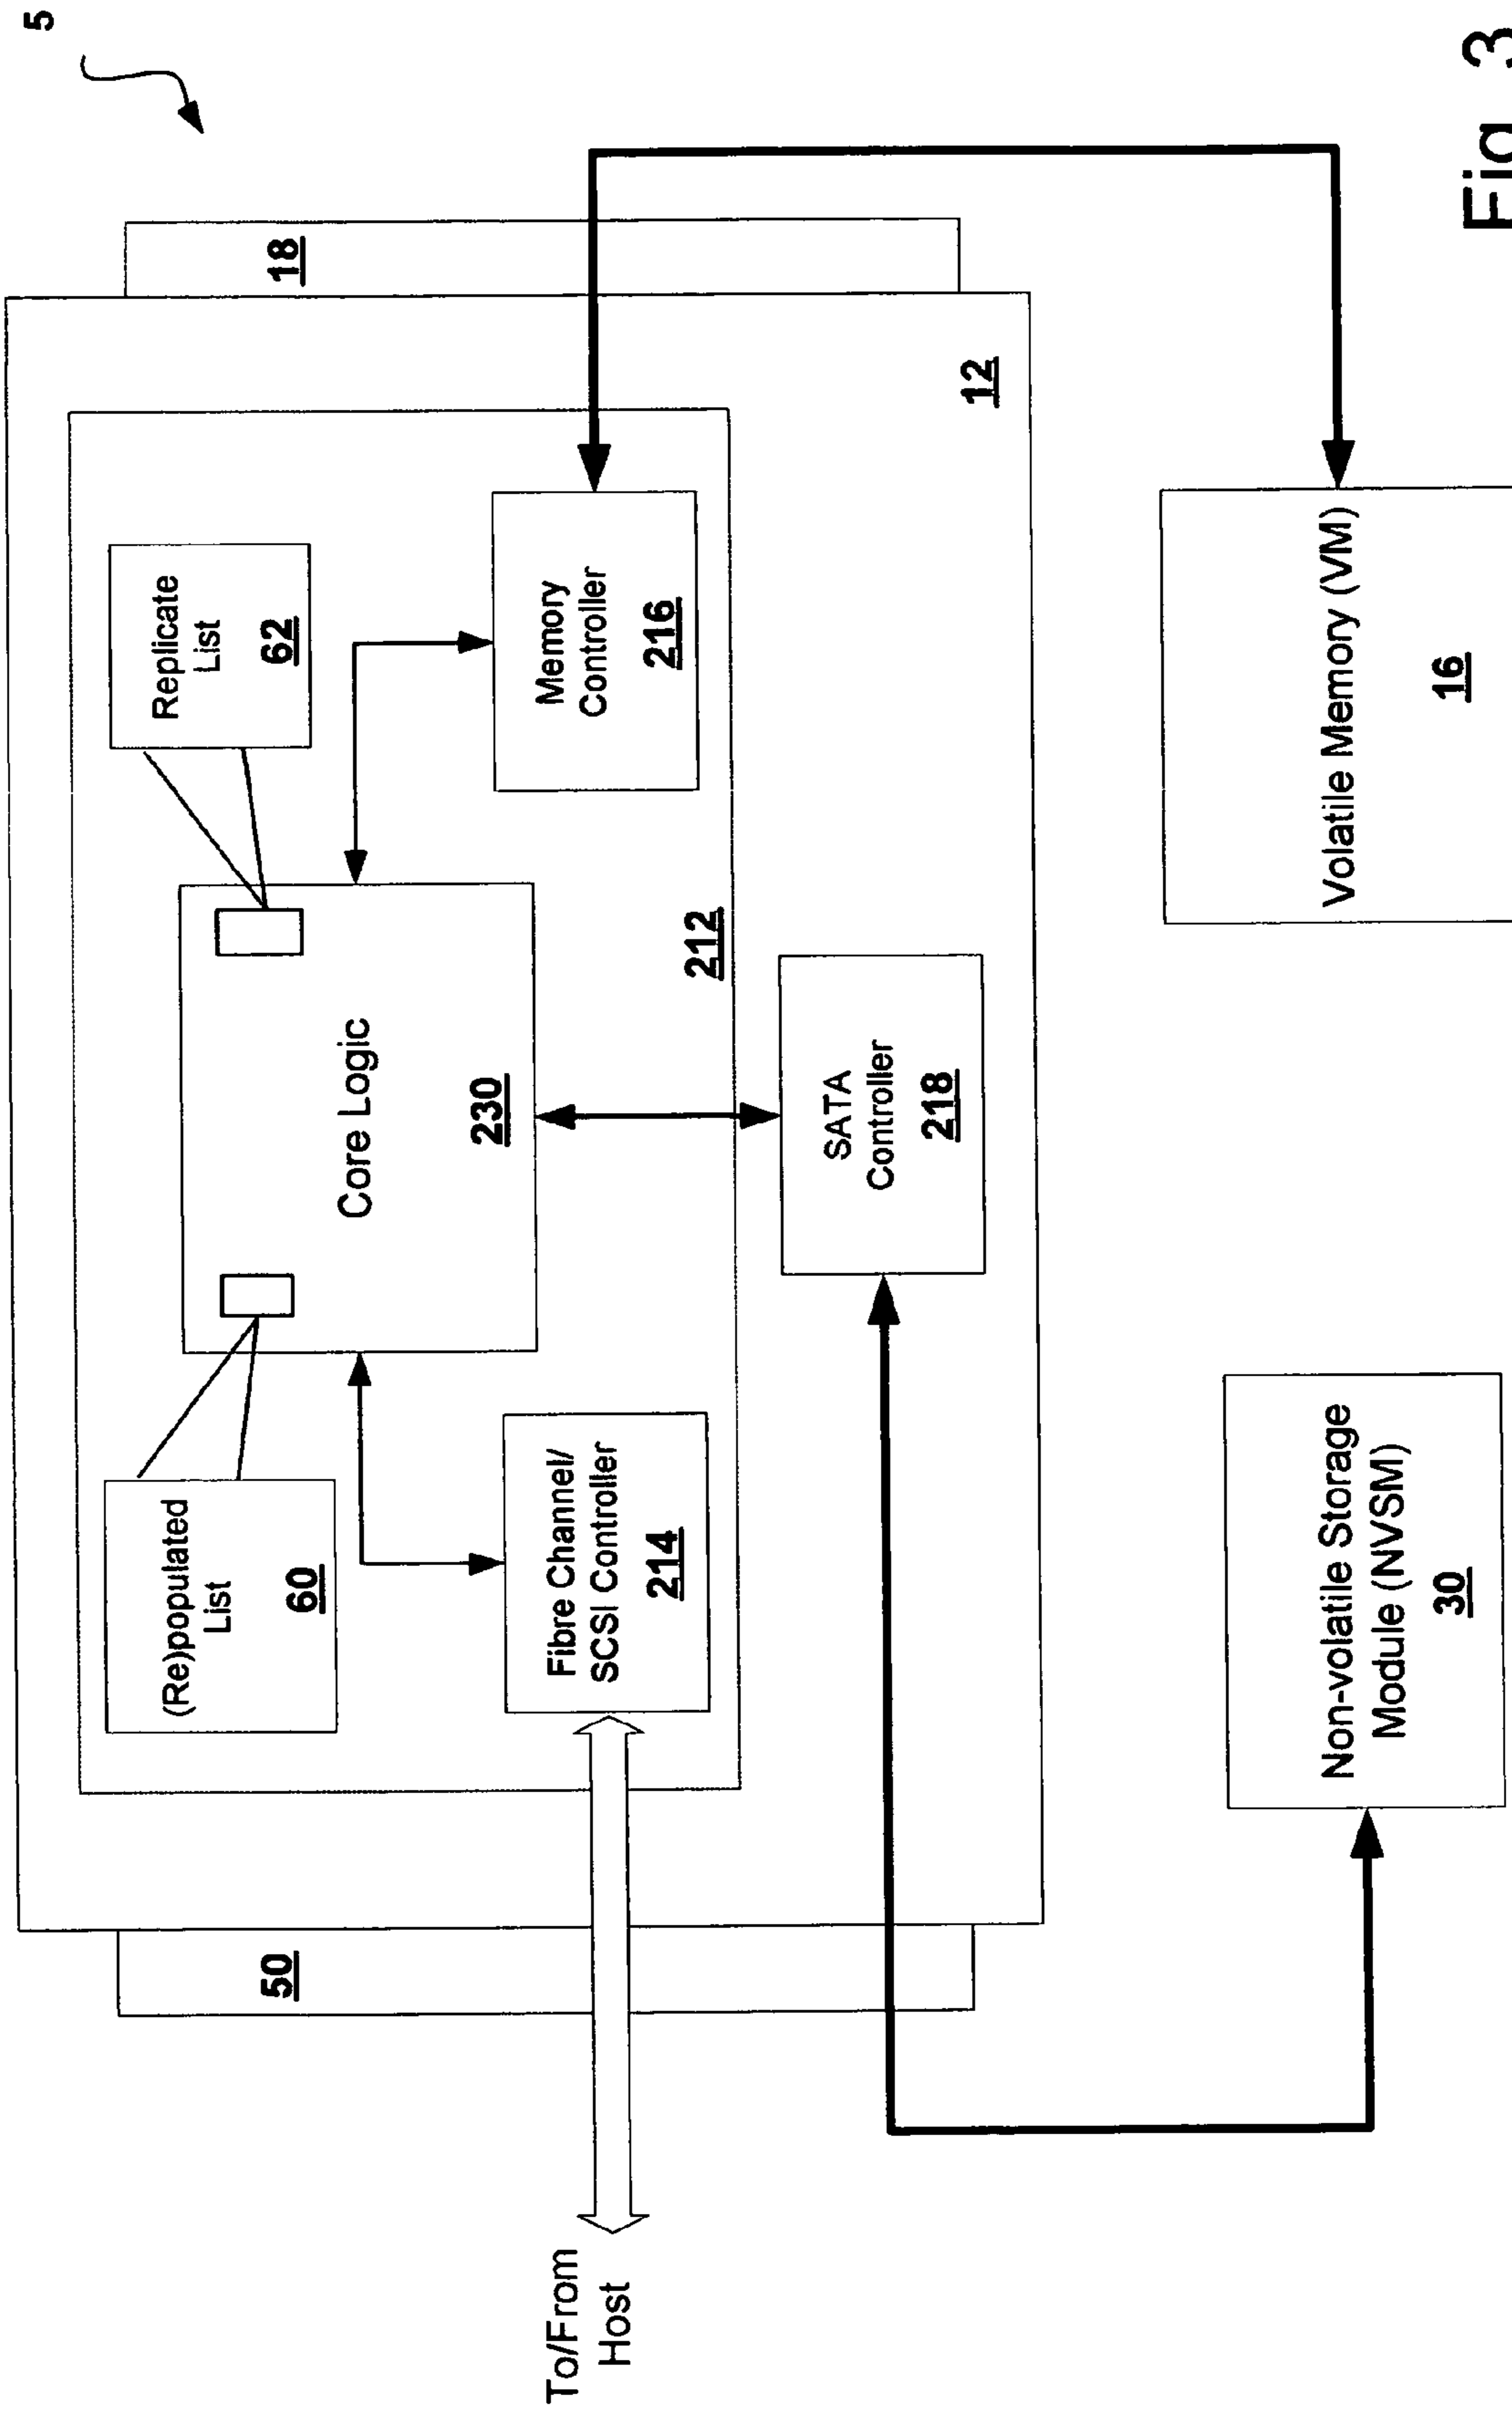 5
18
50
12
(Re)populated
List
60
Replicate
List
62
Core Logic
230
Fibre Channel/
SCSI Controller
214
Memory
Controller
216
212
SATA
Controller
218
To/From
Host
Non-volatile Storage
Module (NVSM)
30
Volatile Memory (VM)
16
Fig. 3